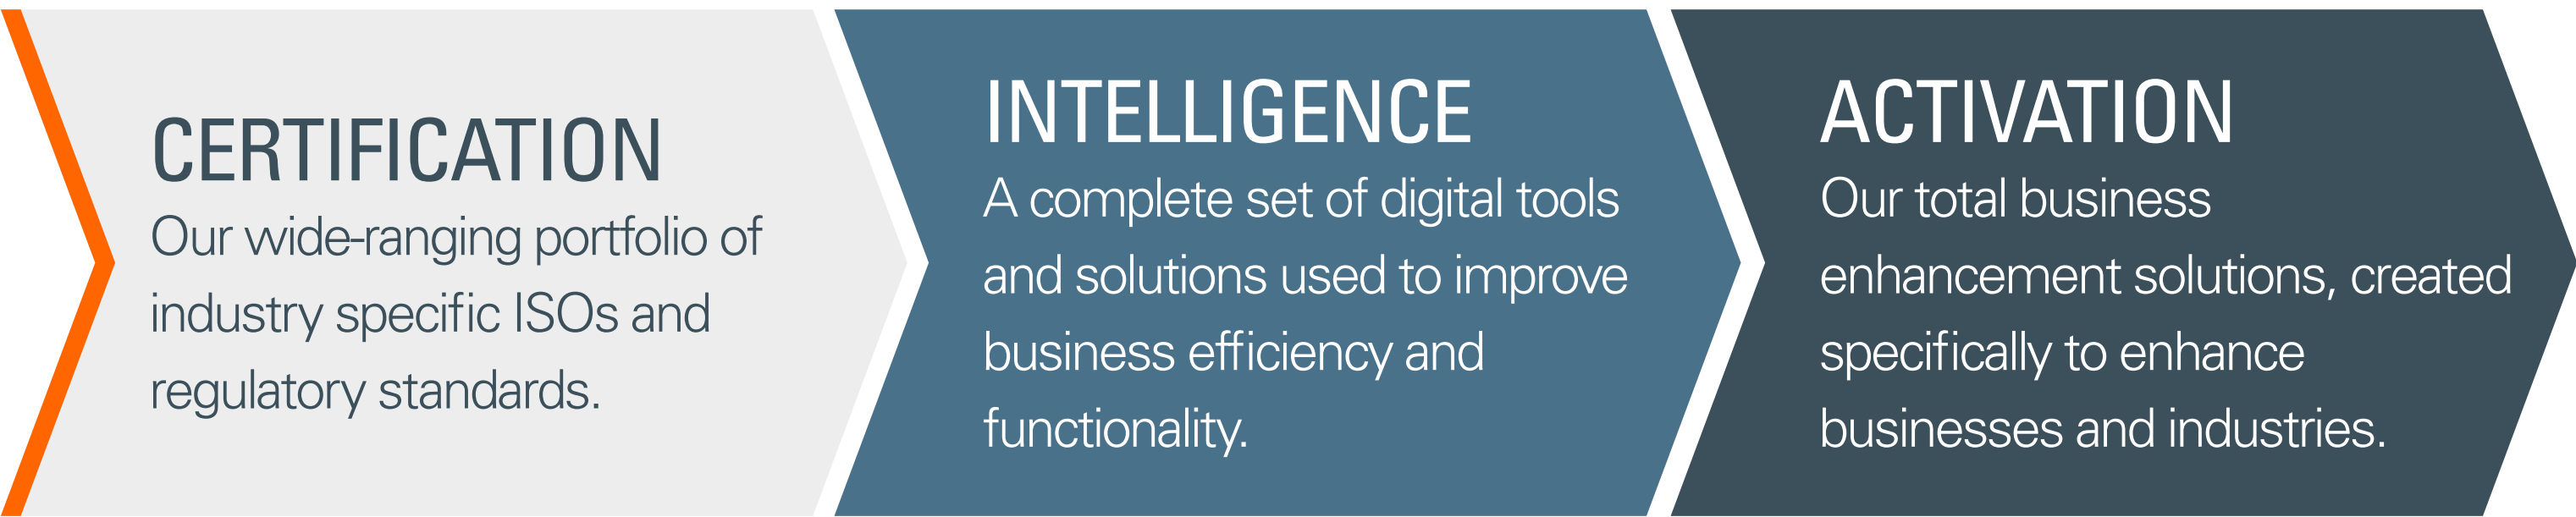 CERTIFICATION
Our wide-ranging portfolio of
industry specific ISOs and
regulatory standards.
INTELLIGENCE
A complete set of digital tools
and solutions used to improve
business efficiency and
functionality.
ACTIVATION
Our total business
enhancement solutions, created
specifically to enhance
businesses and industries.